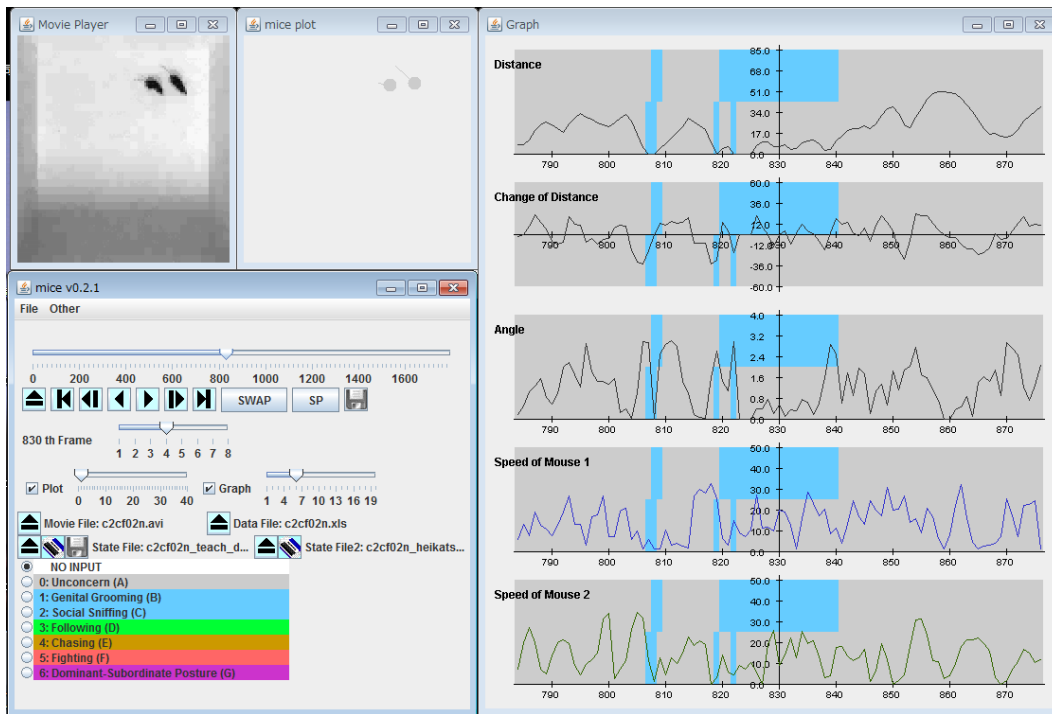 Movie Player
mice plot
Graph
Distance
85.0
68.0
51.0
34.0
17.0
0.0
790 800 810 820 830 840 850 860 870
Change of Distance
60.0
36.0
12.0
-12.0
-36.0
-60.0
790 800 810 820 830 840 850 860 870
Angle
4.0
3.2
2.4
1.6
0.8
0.0
790 800 810 820 830 840 850 860 870
Speed of Mouse 1
50.0
40.0
30.0
20.0
10.0
0.0
790 800 810 820 830 840 850 860 870
Speed of Mouse 2
50.0
40.0
30.0
20.0
10.0
0.0
790 800 810 820 830 840 850 860 870
mice v0.2.1
File Other
0 200 400 600 800 1000 1200 1400 1600
SWAP SP
830 th Frame
1 2 3 4 5 6 7 8
Plot
0 10 20 30 40
Graph
1 4 7 10 13 16 19
Movie File: c2cf02n.avi Data File: c2cf02n.xls
State File: c2cf02n_teach_d... State File2: c2cf02n_heikats...
NO INPUT
0: Unconcern (A)
1: Genital Grooming (B)
2: Social Sniffing (C)
3: Following (D)
4: Chasing (E)
5: Fighting (F)
6: Dominant-Subordinate Posture (G)